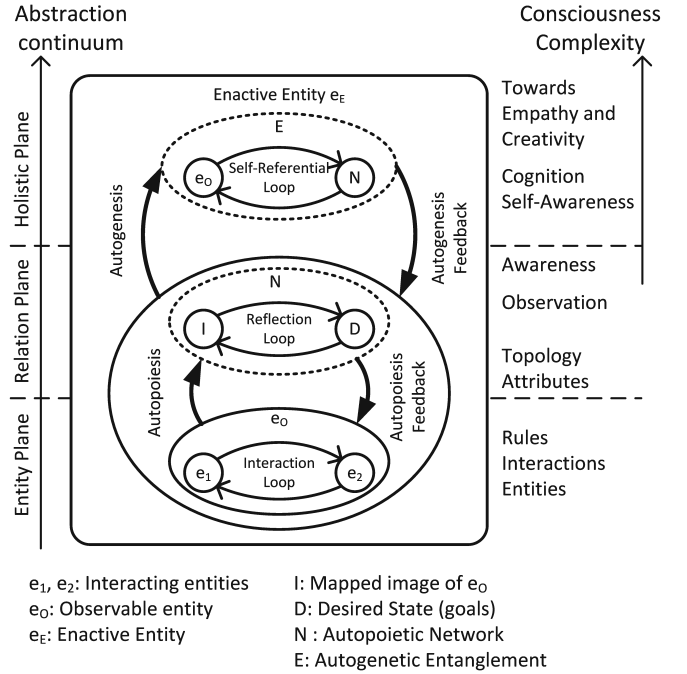 Abstraction
continuum
Consciousness
Complexity
Holistic Plane
Relation Plane
Entity Plane
Enactive Entity eE
E
eO
Self-Referential
Loop
N
Autogenesis
Autogenesis
Feedback
N
I
Reflection
Loop
D
Autopoiesis
Autopoiesis
Feedback
eO
e1
Interaction
Loop
e2
Towards
Empathy and
Creativity
Cognition
Self-Awareness
Awareness
Observation
Topology
Attributes
Rules
Interactions
Entities
e1, e2: Interacting entities
eO: Observable entity
eE: Enactive Entity
I: Mapped image of eO
D: Desired State (goals)
N : Autopoietic Network
E: Autogenetic Entanglement